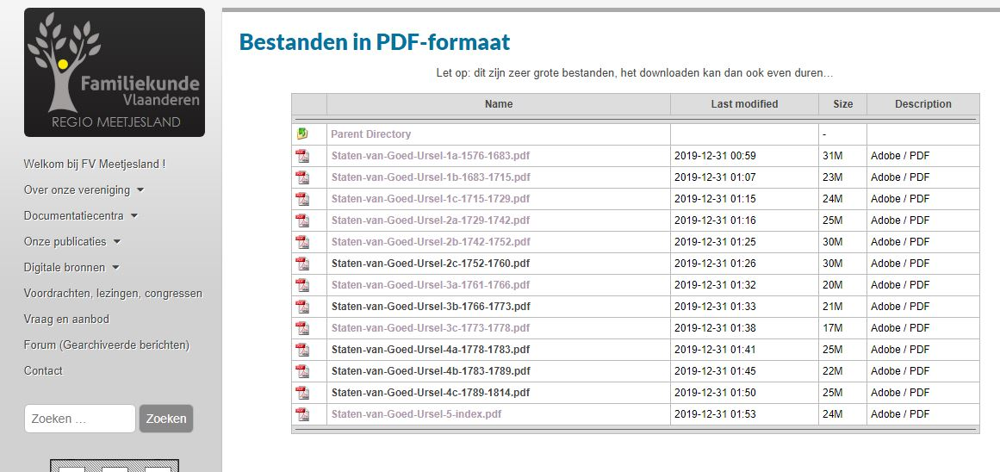 Familiekunde
Vlaanderen
REGIO MEETJESLAND
Welkom bij FV Meetjesland !
Over onze vereniging
Documentatiecentra
Onze publicaties
Digitale bronnen
Voordrachten, lezingen, congressen
Vraag en aanbod
Forum (Gearchiveerde berichten)
Contact
Zoeken … Zoeken
Bestanden in PDF-formaat
Let op: dit zijn zeer grote bestanden, het downloaden kan dan ook even duren…
Name Last modified Size Description
Parent Directory -
Staten-van-Goed-Ursel-1a-1576-1683.pdf 2019-12-31 00:59 31M Adobe / PDF
Staten-van-Goed-Ursel-1b-1683-1715.pdf 2019-12-31 01:07 23M Adobe / PDF
Staten-van-Goed-Ursel-1c-1715-1729.pdf 2019-12-31 01:15 24M Adobe / PDF
Staten-van-Goed-Ursel-2a-1729-1742.pdf 2019-12-31 01:16 25M Adobe / PDF
Staten-van-Goed-Ursel-2b-1742-1752.pdf 2019-12-31 01:25 30M Adobe / PDF
Staten-van-Goed-Ursel-2c-1752-1760.pdf 2019-12-31 01:26 30M Adobe / PDF
Staten-van-Goed-Ursel-3a-1761-1766.pdf 2019-12-31 01:32 20M Adobe / PDF
Staten-van-Goed-Ursel-3b-1766-1773.pdf 2019-12-31 01:33 21M Adobe / PDF
Staten-van-Goed-Ursel-3c-1773-1778.pdf 2019-12-31 01:38 17M Adobe / PDF
Staten-van-Goed-Ursel-4a-1778-1783.pdf 2019-12-31 01:41 25M Adobe / PDF
Staten-van-Goed-Ursel-4b-1783-1789.pdf 2019-12-31 01:45 22M Adobe / PDF
Staten-van-Goed-Ursel-4c-1789-1814.pdf 2019-12-31 01:50 25M Adobe / PDF
Staten-van-Goed-Ursel-5-index.pdf 2019-12-31 01:53 24M Adobe / PDF